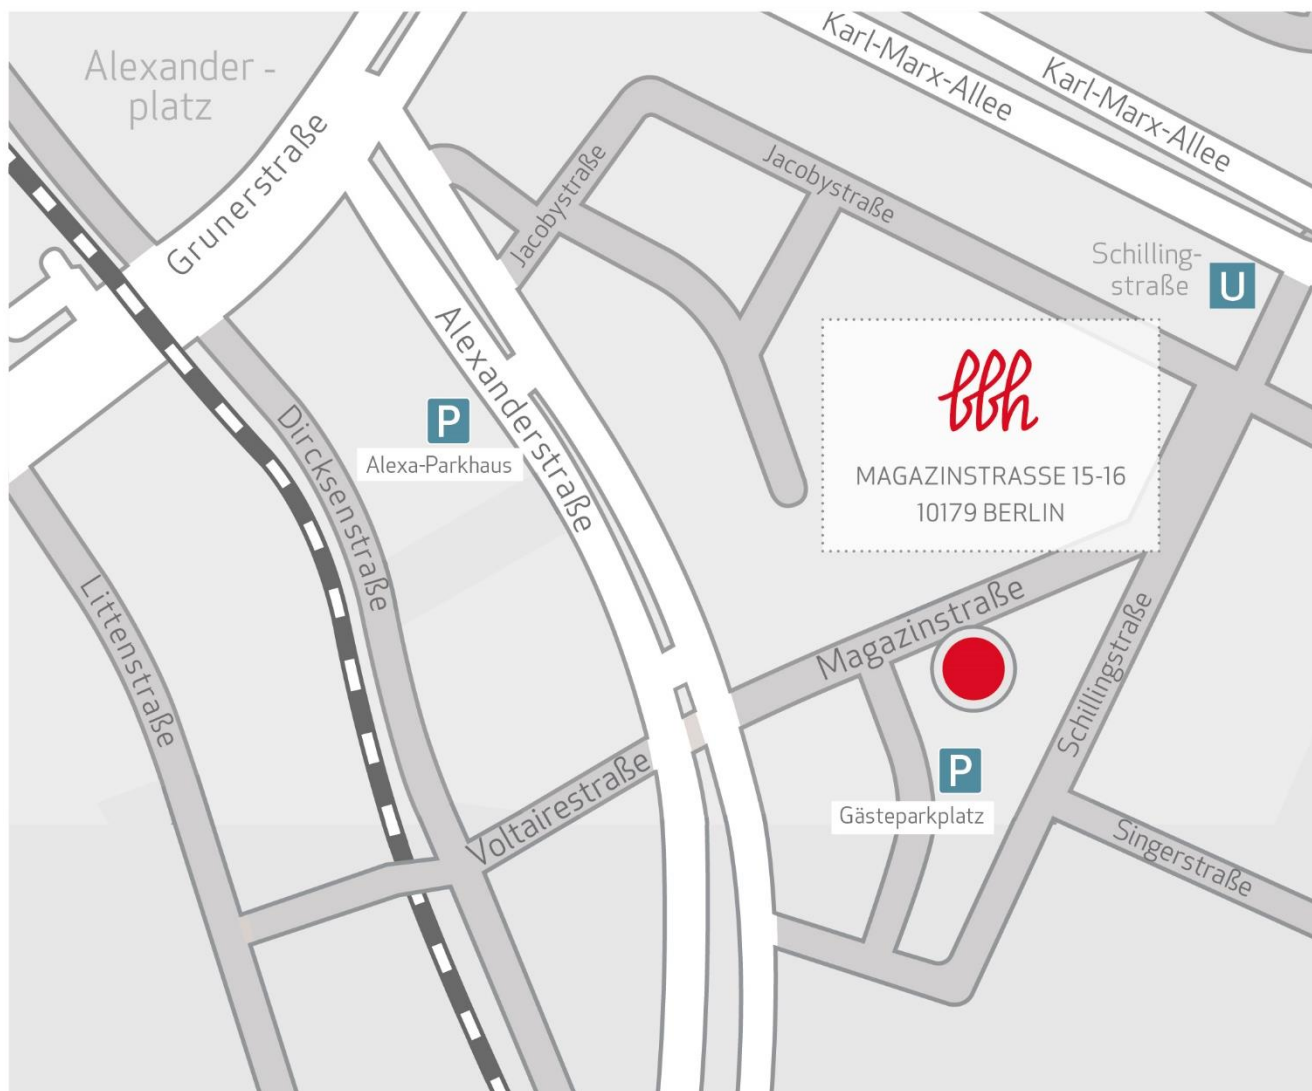 Alexander -
platz
Grunerstraße
Karl-Marx-Allee
Karl-Marx-Allee
Jacobystraße
Jacobystraße
Schilling-
straße
U
Alexanderstraße
P
Alexa-Parkhaus
Dircksenstraße
bbh
MAGAZINSTRASSE 15-16
10179 BERLIN
Littenstraße
Magazinstraße
Schillingstraße
Voltairestraße
P
Gästeparkplatz
Singerstraße